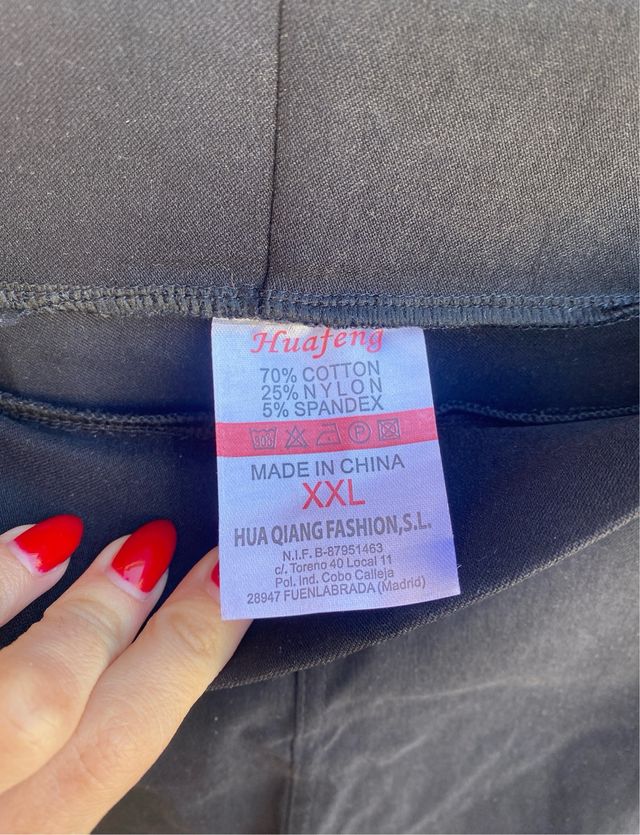 Huafeng
70% COTTON
25% NYLON
5% SPANDEX
MADE IN CHINA
XXL
HUA QIANG FASHION,S.L.
N.I.F. B-87951463
c/. Toreno 40 Local 11
Pol. Ind. Cobo Calleja
28947 FUENLABRADA (Madrid)